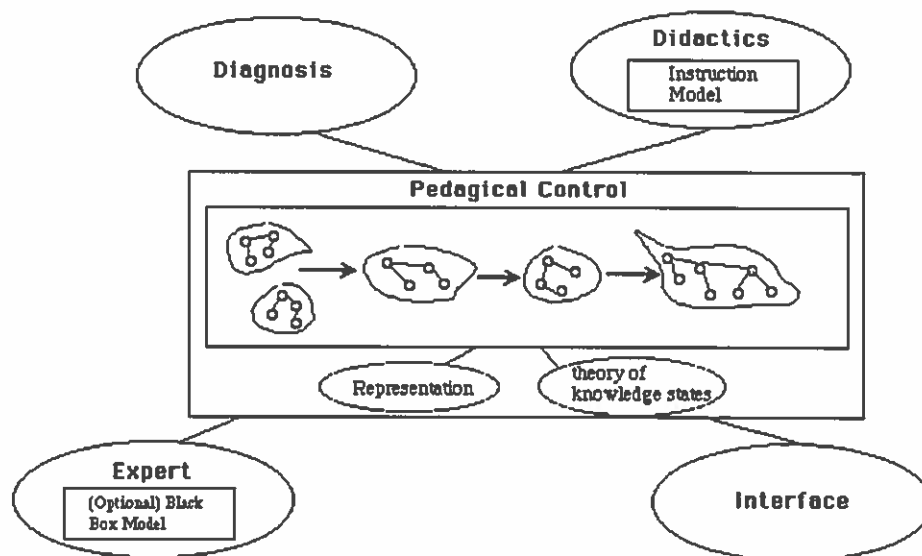 Diagnosis
Didactics
Instruction
Model
Pedagical Control
Representation
theory of
knowledge states
Expert
(Optional) Black
Box Model
Interface